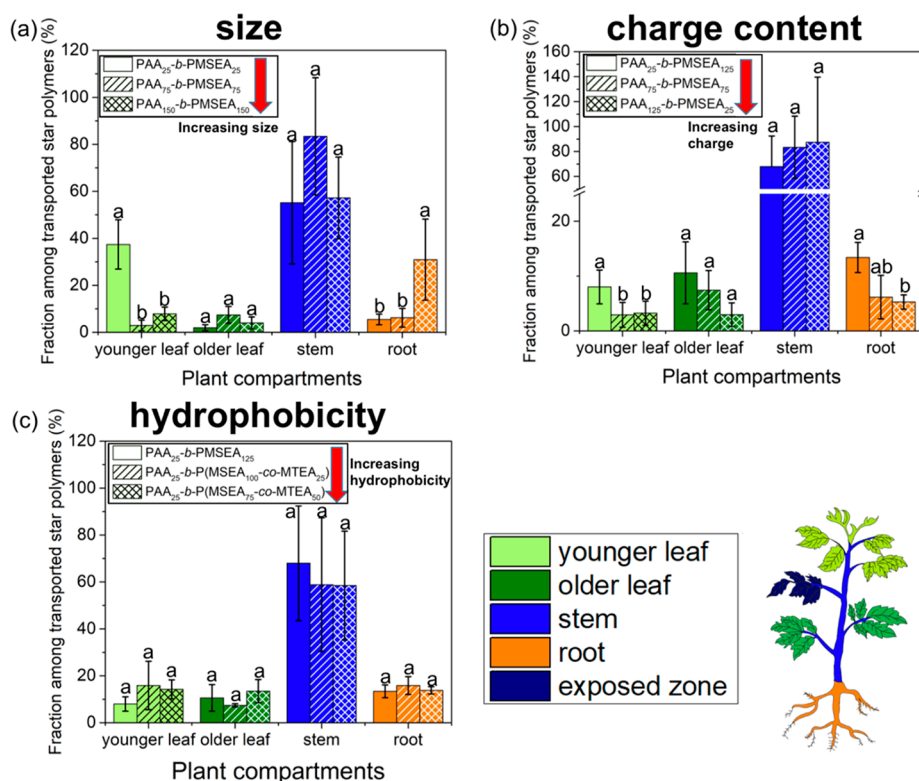 (a) size
Fraction among transported star polymers (%)
120
100
80
60
40
20
0
PAA₂₅-b-PMSEA₂₅
PAA₇₅-b-PMSEA₇₅
PAA₁₅₀-b-PMSEA₁₅₀
Increasing size
a b b a a a a a a b b a
younger leaf older leaf stem root
Plant compartments
(b) charge content
Fraction among transported star polymers (%)
160
140
120
100
80
60
40
20
0
PAA₂₅-b-PMSEA₁₂₅
PAA₇₅-b-PMSEA₇₅
PAA₁₂₅-b-PMSEA₂₅
Increasing
charge
a b b a a a a a a a ab b
younger leaf older leaf stem root
Plant compartments
(c) hydrophobicity
Fraction among transported star polymers (%)
120
100
80
60
40
20
0
PAA₂₅-b-PMSEA₁₂₅
PAA₂₅-b-P(MSEA₁₀₀-co-MTEA₂₅)
PAA₂₅-b-P(MSEA₇₅-co-MTEA₅₀)
Increasing
hydrophobicity
a a a a a a a a a a a a
younger leaf older leaf stem root
Plant compartments
younger leaf
older leaf
stem
root
exposed zone